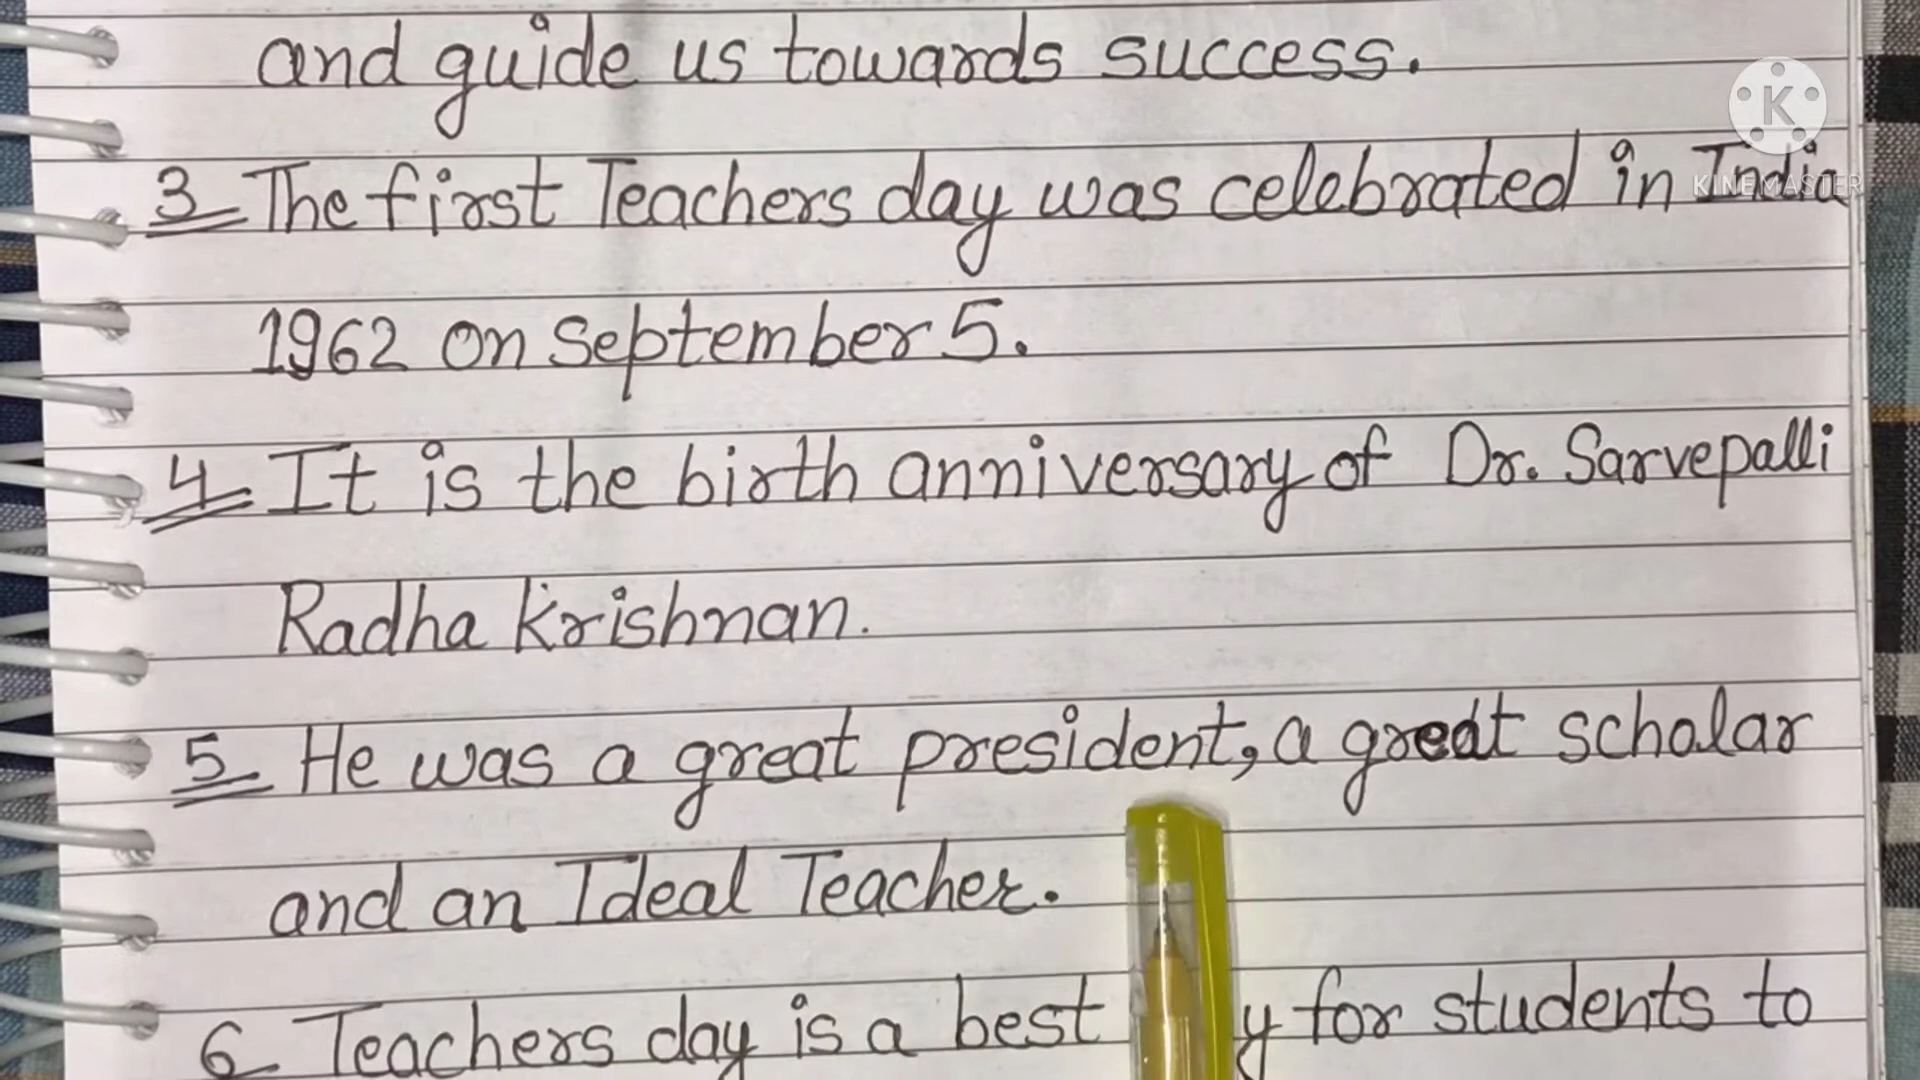 and guide us towards success.
K
KINEMASTER
3 The first Teachers day was celebrated in India
1962 on September 5.
4 It is the birth anniversary of Dr. Sarvepalli
Radha Krishnan.
5 He was a great president, a great scholar
and an Ideal Teacher.
6 Teachers day is a best y for students to